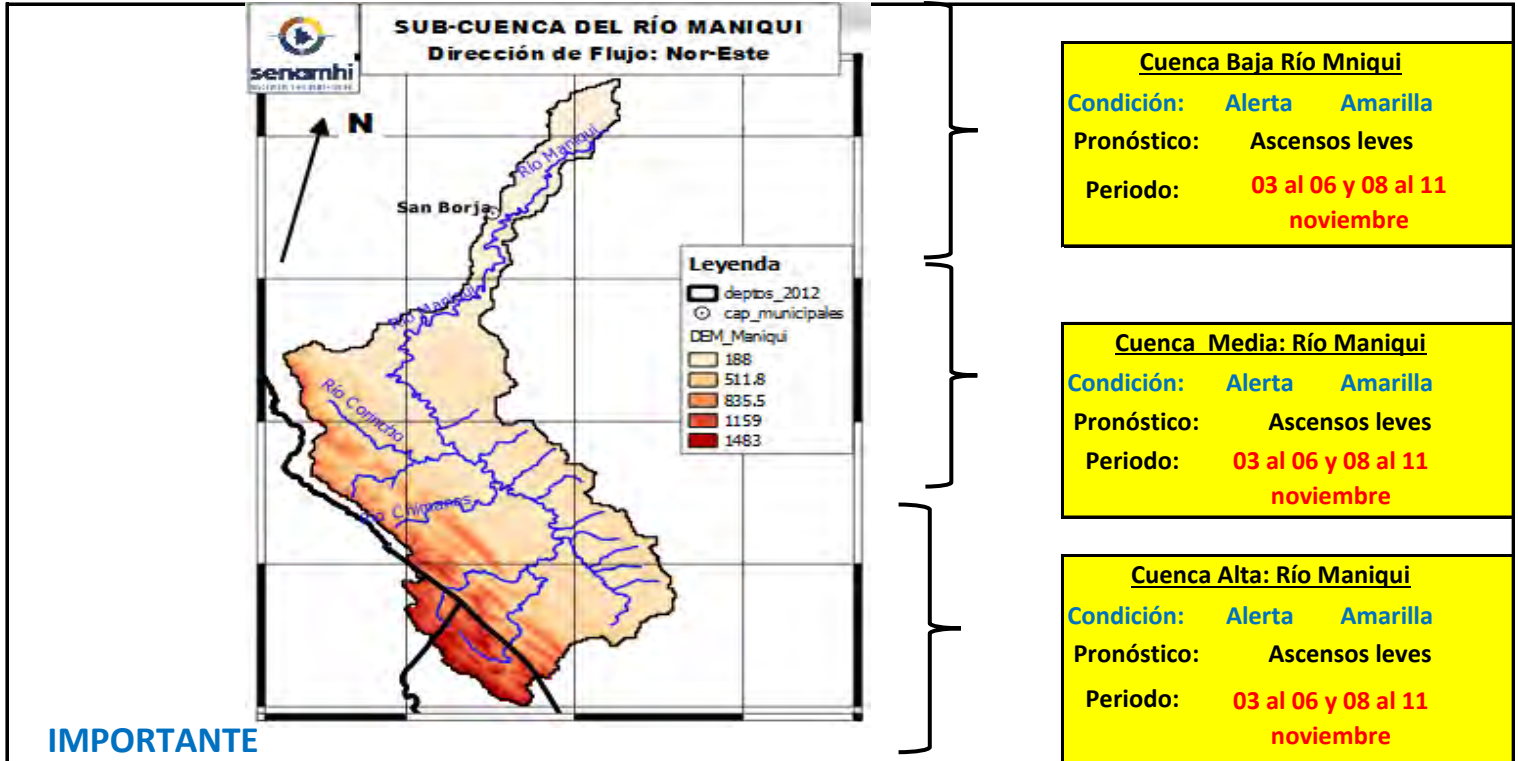 SUB-CUENCA DEL RÍO MANIQUI
Dirección de Flujo: Nor-Este
senamhi
N
Río Maniqui
San Borja
Río Maniqui
Río Corincho
Río Chimanes
Leyenda
deptos_2012
cap_municipales
DEM_Maniqui
188
511.8
835.5
1159
1483
Cuenca Baja Río Mniqui
Condición: Alerta Amarilla
Pronóstico: Ascensos leves
Periodo: 03 al 06 y 08 al 11
noviembre
Cuenca Media: Río Maniqui
Condición: Alerta Amarilla
Pronóstico: Ascensos leves
Periodo: 03 al 06 y 08 al 11
noviembre
Cuenca Alta: Río Maniqui
Condición: Alerta Amarilla
Pronóstico: Ascensos leves
Periodo: 03 al 06 y 08 al 11
noviembre
IMPORTANTE